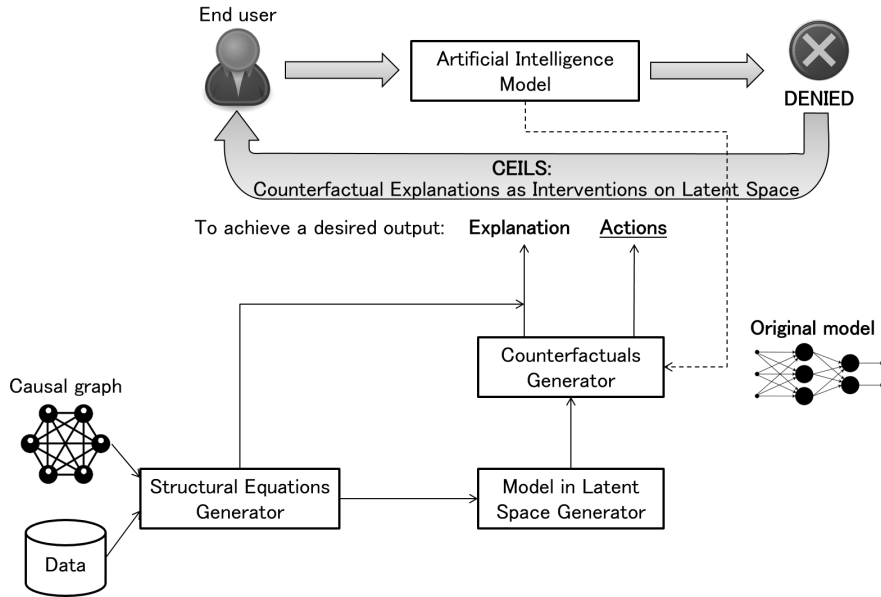 End user
Artificial Intelligence
Model
DENIED
CEILS:
Counterfactual Explanations as Interventions on Latent Space
To achieve a desired output: Explanation Actions
Original model
Counterfactuals
Generator
Causal graph
Structural Equations
Generator
Model in Latent
Space Generator
Data